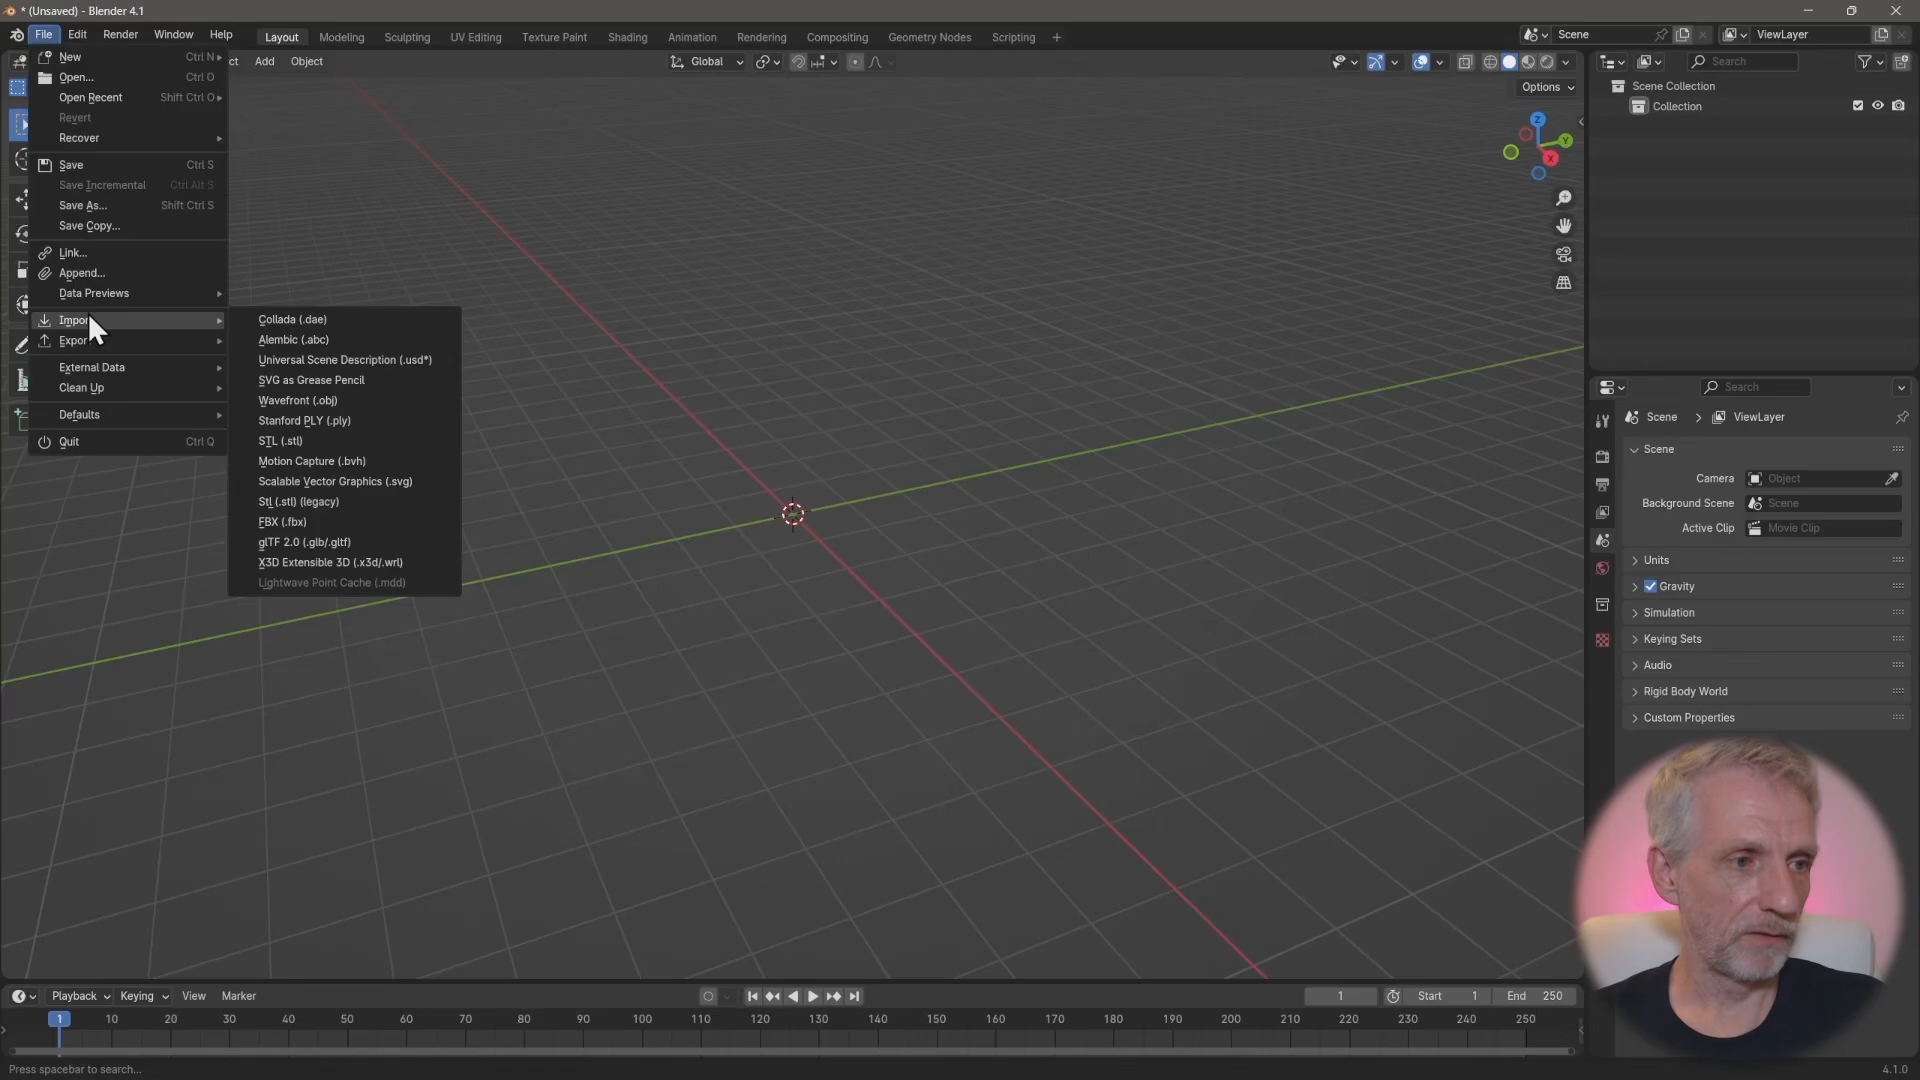 * (Unsaved) - Blender 4.1
File Edit Render Window Help
Layout Modeling Sculpting UV Editing Texture Paint Shading Animation Rendering Compositing Geometry Nodes Scripting +
Scene
ViewLayer
ct Add Object
Global
Search
Options
New Ctrl N
Open... Ctrl O
Open Recent Shift Ctrl O
Revert
Recover
Save Ctrl S
Save Incremental Ctrl Alt S
Save As... Shift Ctrl S
Save Copy...
Link...
Append...
Data Previews
Impor
Expor
External Data
Clean Up
Defaults
Quit Ctrl Q
Collada (.dae)
Alembic (.abc)
Universal Scene Description (.usd*)
SVG as Grease Pencil
Wavefront (.obj)
Stanford PLY (.ply)
STL (.stl)
Motion Capture (.bvh)
Scalable Vector Graphics (.svg)
Stl (.stl) (legacy)
FBX (.fbx)
glTF 2.0 (.glb/.gltf)
X3D Extensible 3D (.x3d/.wrl)
Lightwave Point Cache (.mdd)
Z
Y
X
Scene Collection
Collection
Search
Scene > ViewLayer
Scene
Camera Object
Background Scene Scene
Active Clip Movie Clip
Units
Gravity
Simulation
Keying Sets
Audio
Rigid Body World
Custom Properties
Playback Keying View Marker
1 Start 1 End 250
1 10 20 30 40 50 60 70 80 90 100 110 120 130 140 150 160 170 180 190 200 210 220 230 240 250
Press spacebar to search...
4.1.0